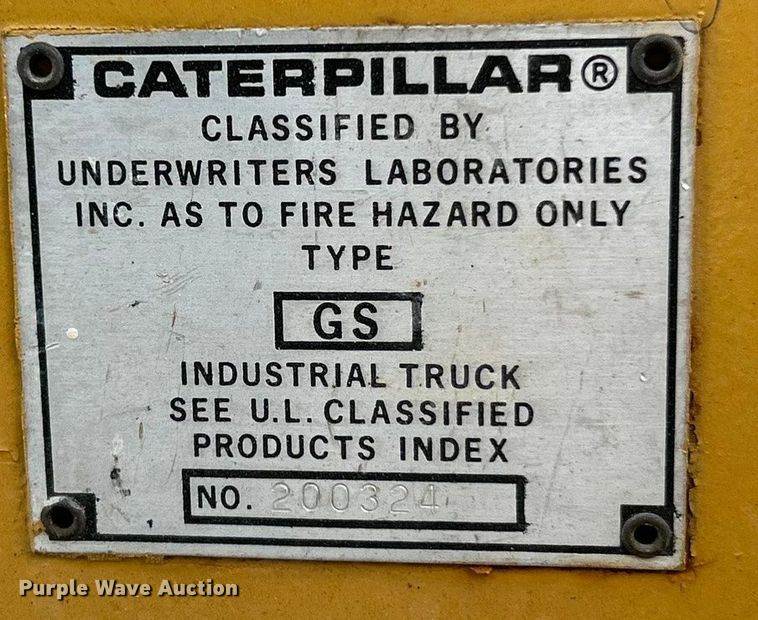 CATERPILLAR®
CLASSIFIED BY
UNDERWRITERS LABORATORIES
INC. AS TO FIRE HAZARD ONLY
TYPE
GS
INDUSTRIAL TRUCK
SEE U.L. CLASSIFIED
PRODUCTS INDEX
NO. 200324
Purple Wave Auction